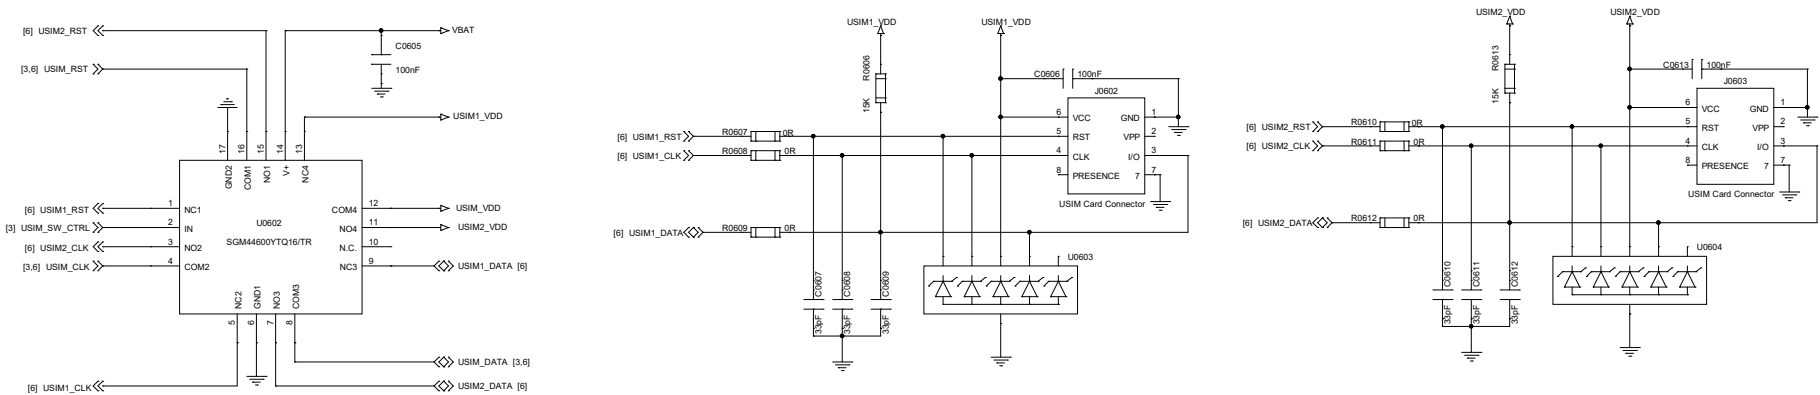 [6] USIM2_RST
VBAT
C0605
100nF
[3,6] USIM_RST
USIM1_VDD
17
16
15
14
13
GND2
COM1
NO1
V+
NC4
[6] USIM1_RST
1
NC1
[3] USIM_SW_CTRL
2
IN
[6] USIM2_CLK
3
NO2
[3,6] USIM_CLK
4
COM2
U0602
SGM44600YTQ16/TR
COM4
12
USIM_VDD
NO4
11
USIM2_VDD
N.C.
10
NC3
9
USIM1_DATA [6]
NC2
GND1
NO3
COM3
5
6
7
8
USIM_DATA [3,6]
[6] USIM1_CLK
USIM2_DATA [6]
USIM1_VDD
USIM1_VDD
R0606
15K
C0606
100nF
J0602
6
VCC
GND
1
[6] USIM1_RST
R0607
0R
5
RST
VPP
2
[6] USIM1_CLK
R0608
0R
4
CLK
I/O
3
8
PRESENCE
7
7
USIM Card Connector
[6] USIM1_DATA
R0609
0R
U0603
C0607
C0608
C0609
33pF
33pF
33pF
USIM2_VDD
USIM2_VDD
R0613
15K
C0613
100nF
J0603
6
VCC
GND
1
[6] USIM2_RST
R0610
0R
5
RST
VPP
2
[6] USIM2_CLK
R0611
0R
4
CLK
I/O
3
8
PRESENCE
7
7
USIM Card Connector
[6] USIM2_DATA
R0612
0R
U0604
C0610
C0611
C0612
33pF
33pF
33pF